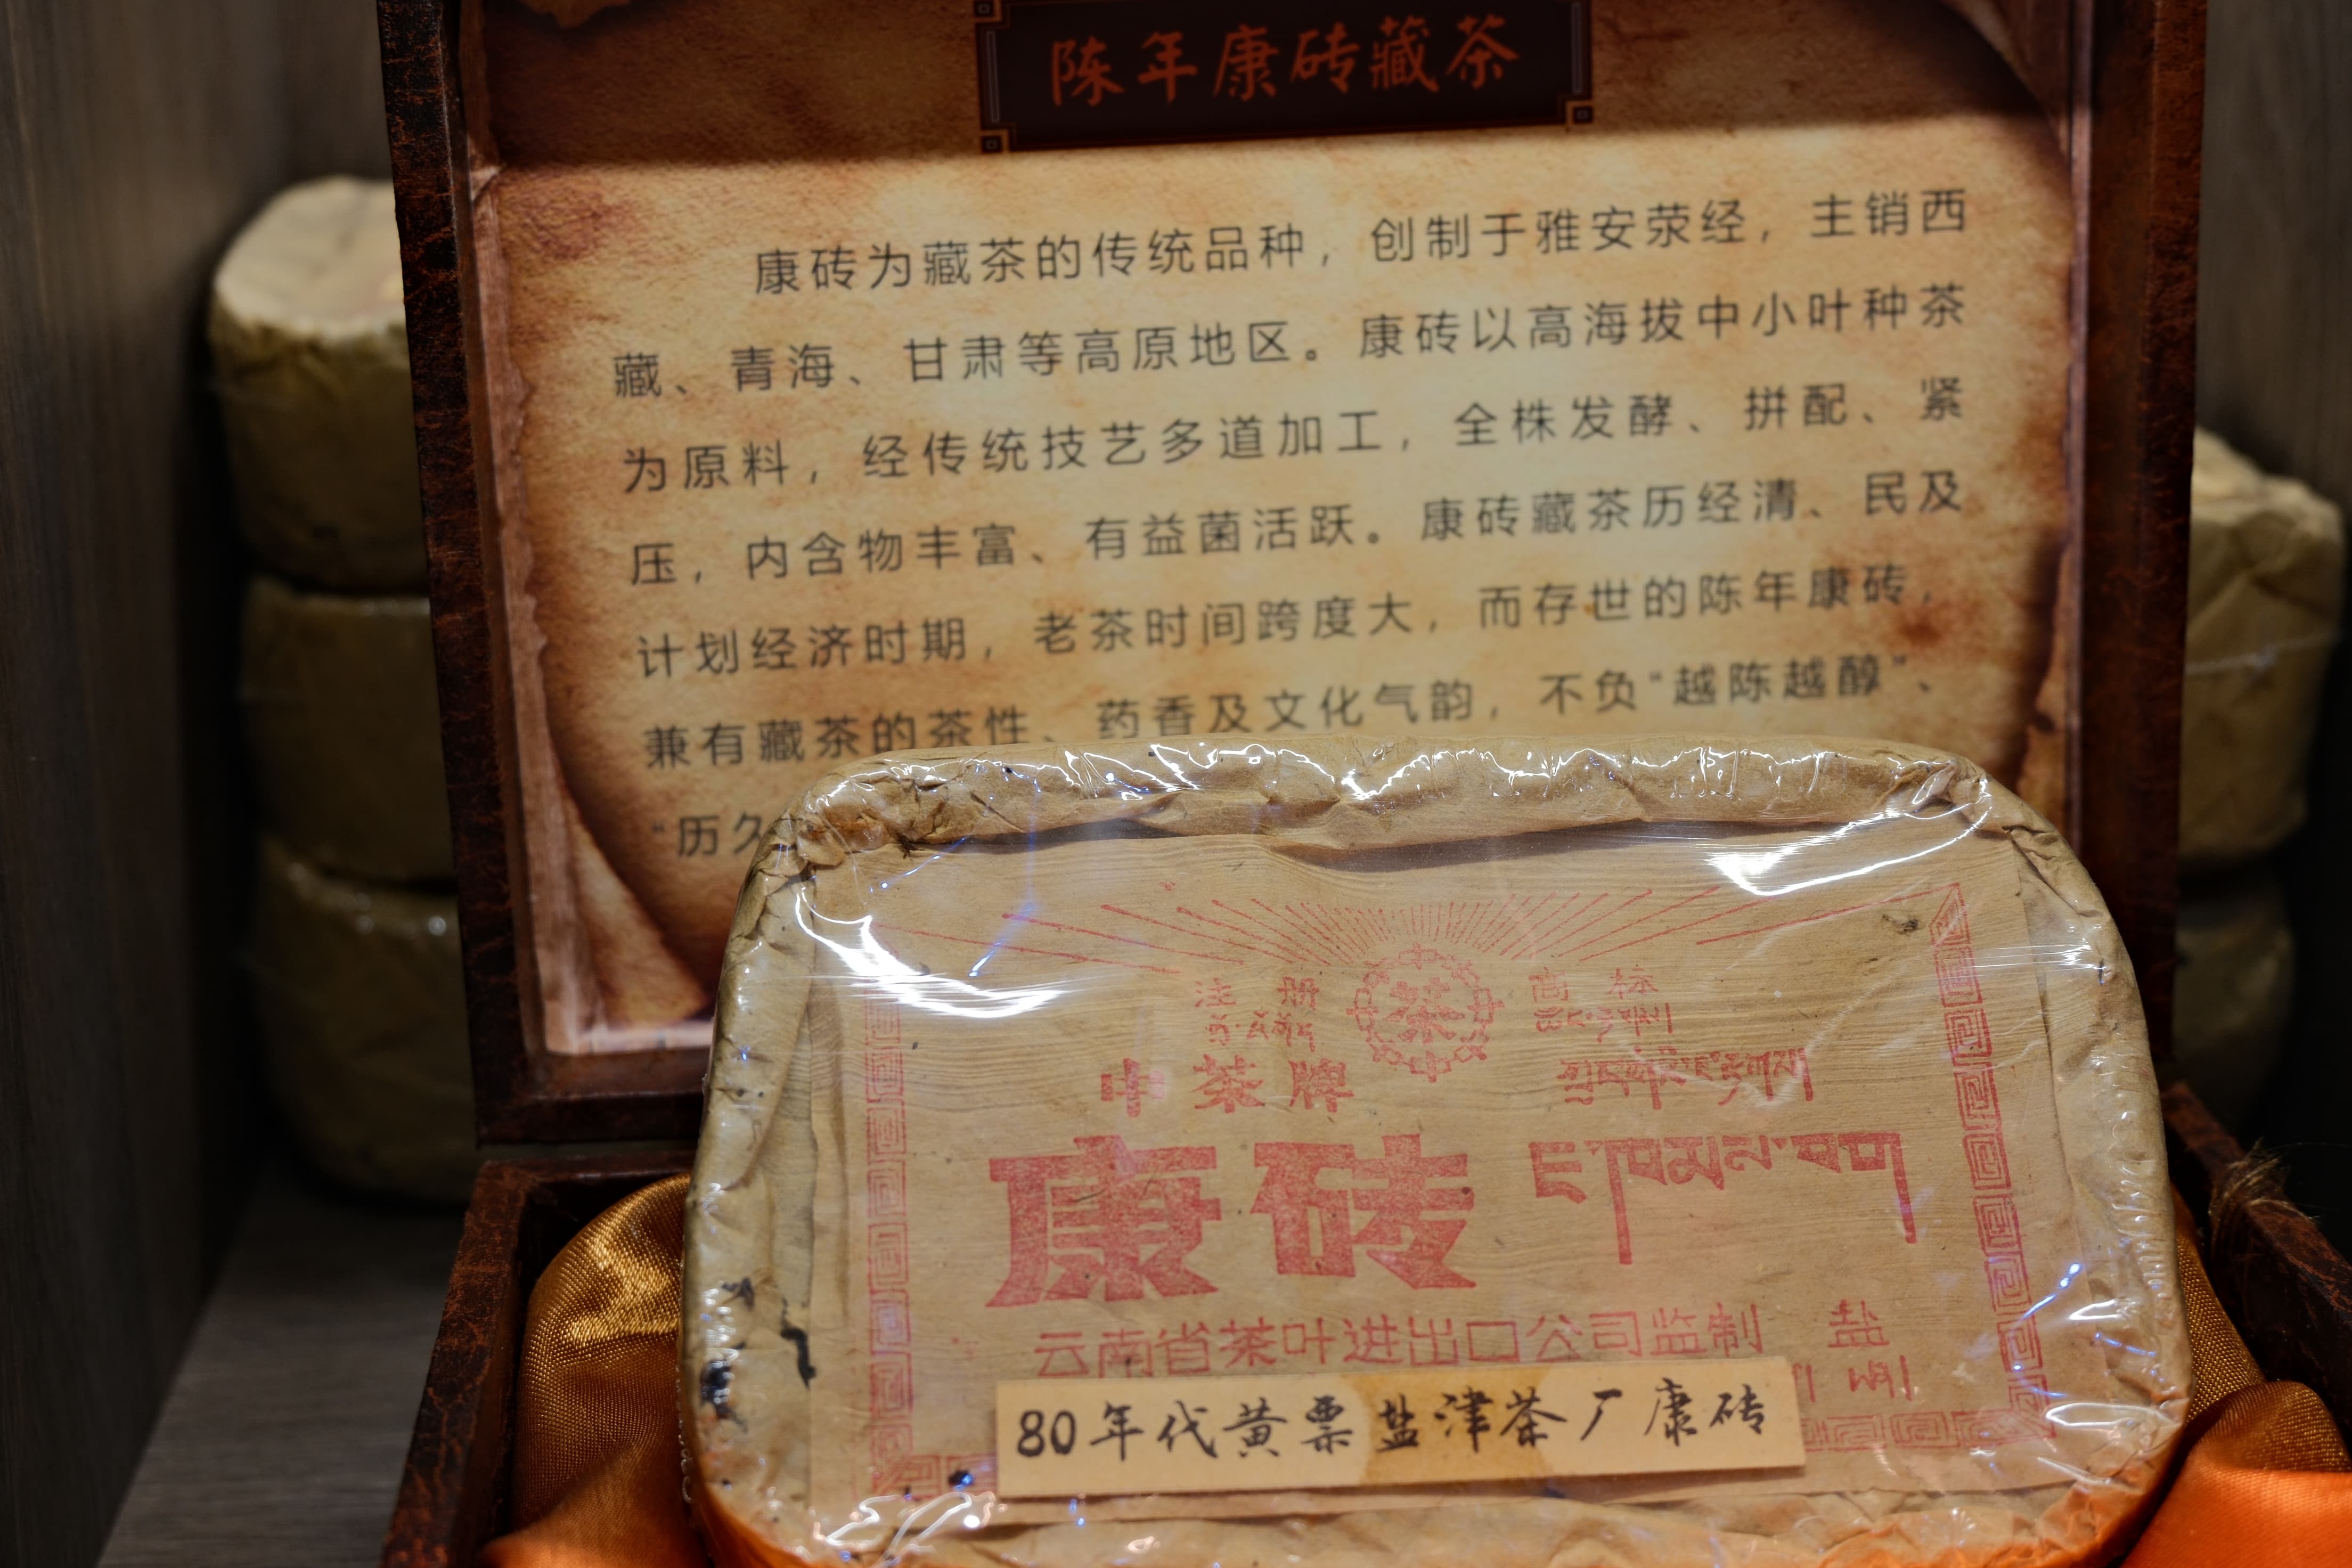 陈年康砖藏茶
康砖为藏茶的传统品种，创制于雅安荥经，主销西
藏、青海、甘肃等高原地区。康砖以高海拔中小叶种茶
为原料，经传统技艺多道加工，全株发酵、拼配、紧
压，内含物丰富、有益菌活跃。康砖藏茶历经清、民及
计划经济时期，老茶时间跨度大，而存世的陈年康砖，
兼有藏茶的茶性、药香及文化气韵，不负“越陈越醇”、
“历久
注册 茶 商标
中茶牌
康砖
云南省茶叶进出口公司监制 盐
80年代黄票盐津茶厂康砖